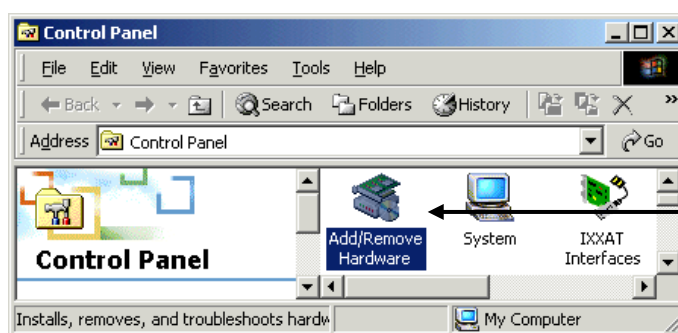 Control Panel
File Edit View Favorites Tools Help
Back Search Folders History »
Address Control Panel Go
Control Panel
Add/Remove
Hardware
System
IXXAT
Interfaces
Installs, removes, and troubleshoots hardw My Computer